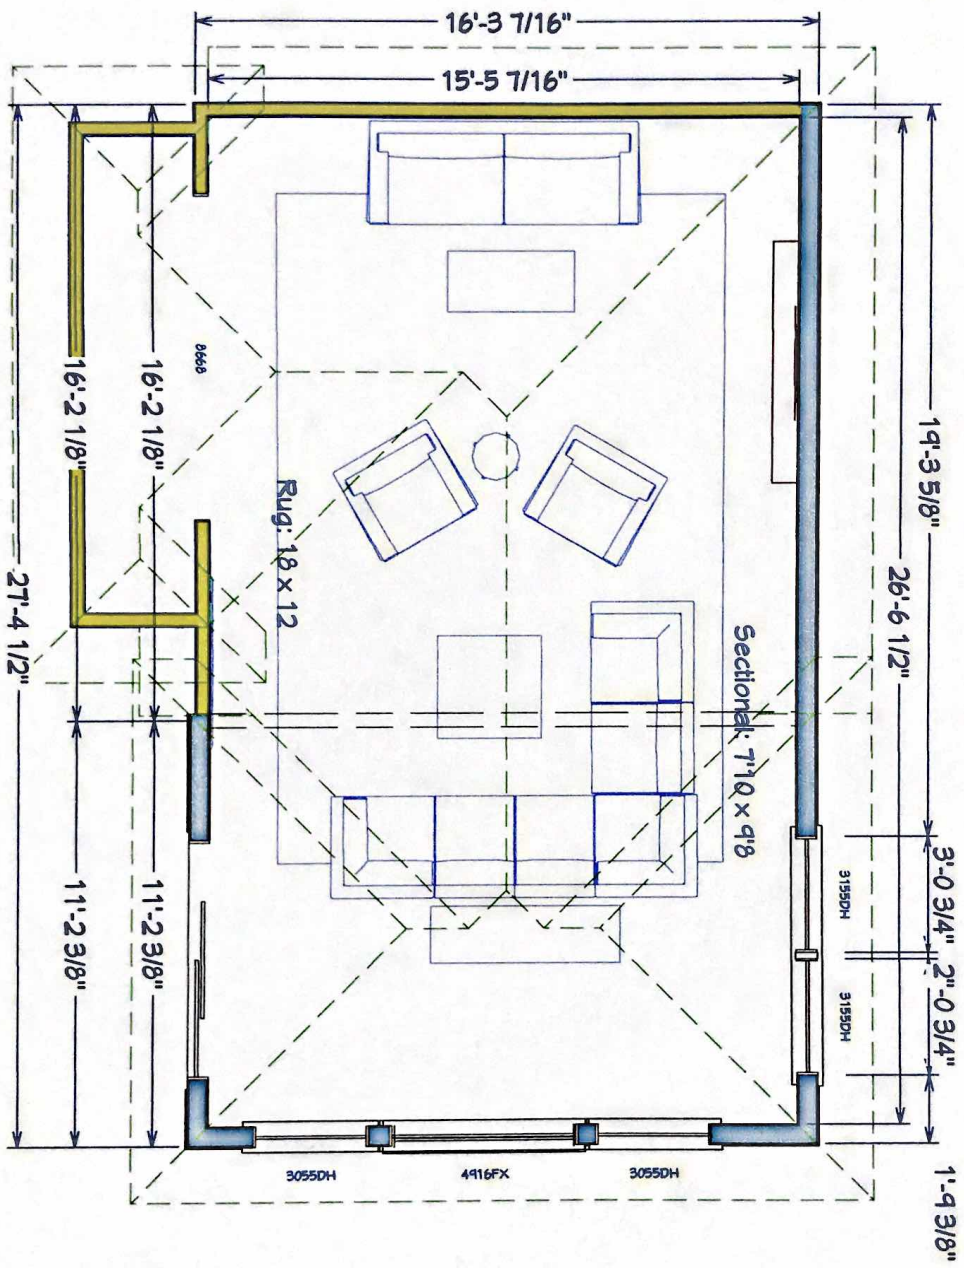 16'-3 7/16"
15'-5 7/16"
19'-3 5/8"
26'-6 1/2"
8668
16'-2 1/8"
16'-2 1/8"
27'-4 1/2"
Rug: 18 x 12
Sectional: 7'10 x 9'8
11'-2 3/8"
11'-2 3/8"
3155DH
3155DH
3'-0 3/4"
2"-0 3/4"
1'-9 3/8"
3055DH
4916FX
3055DH